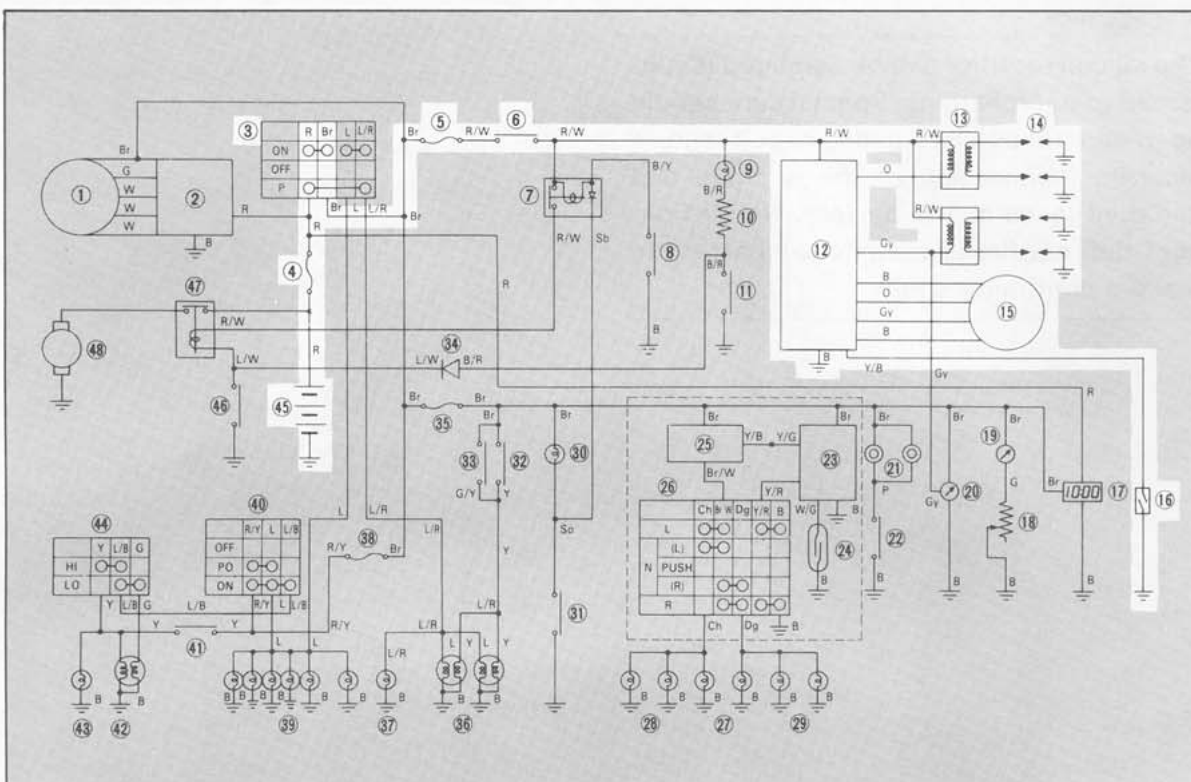 ③ R Br L L/R
ON
OFF
P
Br ⑤ R/W ⑥ R/W R/W R/W ⑬ ⑭
Br
G
W
W
W
① ② R
B
Br L L/R Br
⑦ B/Y ⑨
B/R
⑩
R/W Sb ⑧ B/R ⑪
B
O
R/W
⑫ Gy
B
O
Gy
B
⑮
B Y/B
R
④
R
㊼ R/W
㊽ L/W L/W ㉞ B/R
R
㊻ ㊺
Gy R
Br ㉟ Br Br Br Br Br Br Br
㉝ ㉜ ㉚ ㉕ Y/B Y/G ㉓ ㉑ ⑲
G/Y Y Br/W Y/R P Gy ⑳ G Br 10:00 ⑰ ⑯
㉖ Ch Br/W Dg Y/R B W/G B
L
(L)
N PUSH
(R)
R
㉔ ㉒ ⑱
B B B B B B
㊹ Y L/B G
HI
LO
㊵ R/Y L L/B
OFF
PO
ON
R/Y ㊳ Br
L/R L/R Y So ㉛
Y L/B G L/B R/Y L L/B
Y ㊶ Y R/Y
L L L/R L/R L Y L Y
Ch Dg B
B B B B B B B B B B B B B B B B B B
㊸ ㊷ ㊴ ㊲ ㊱ ㉘ ㉗ ㉙